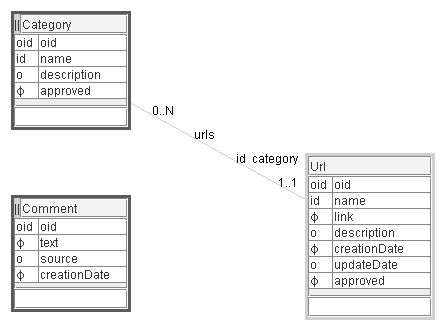 || Category
oid oid
id name
o description
ф approved
0..N
urls
id category
1..1
Url
oid oid
id name
ф link
o description
ф creationDate
o updateDate
ф approved
|| Comment
oid oid
ф text
o source
ф creationDate